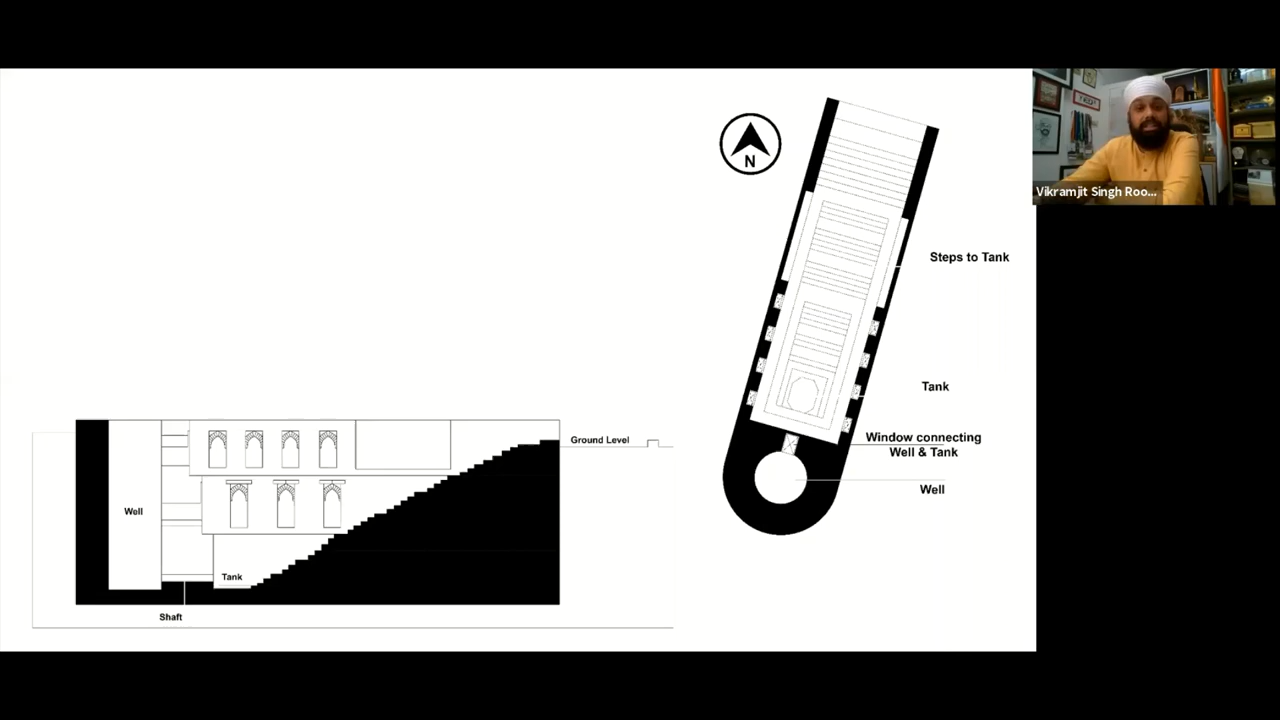 N
Steps to Tank
Tank
Window connecting
Well & Tank
Well
Ground Level
Well
Tank
Shaft
Vikramjit Singh Roo...